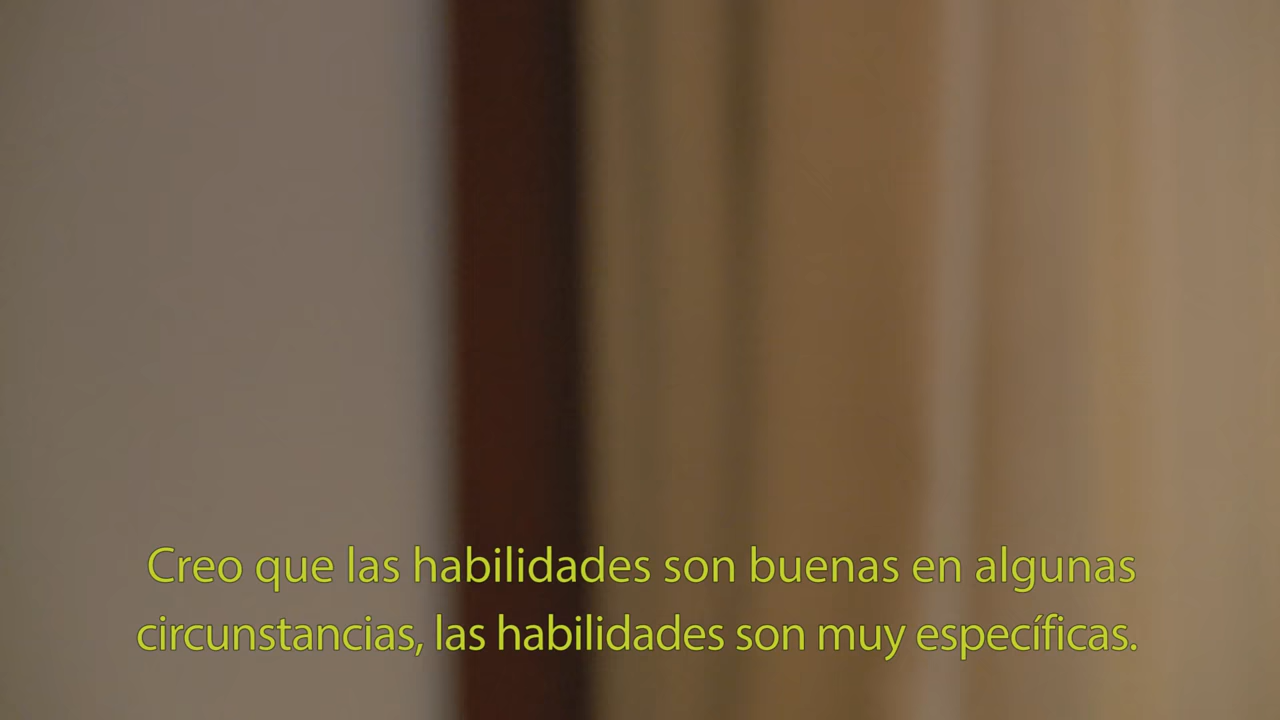 Creo que las habilidades son buenas en algunas
circunstancias, las habilidades son muy específicas.